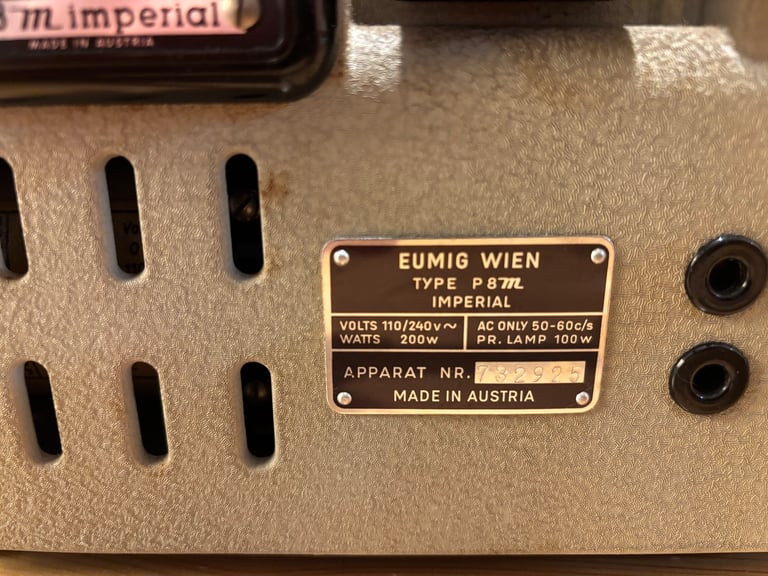 8m imperial
MADE IN AUSTRIA
EUMIG WIEN
TYPE P8m
IMPERIAL
VOLTS 110/240v~
WATTS 200w
AC ONLY 50-60c/s
PR. LAMP 100w
APPARAT NR. 732925
MADE IN AUSTRIA